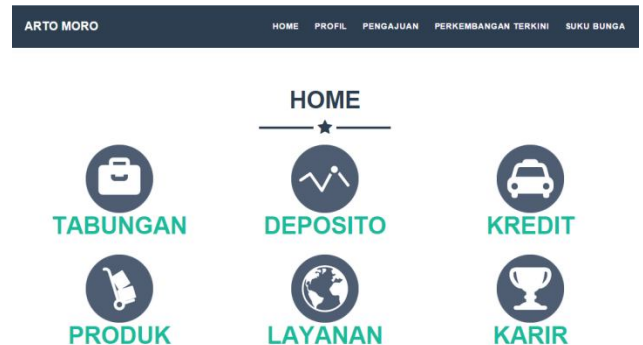 ARTO MORO HOME PROFIL PENGAJUAN PERKEMBANGAN TERKINI SUKU BUNGA
HOME
TABUNGAN DEPOSITO KREDIT
PRODUK LAYANAN KARIR